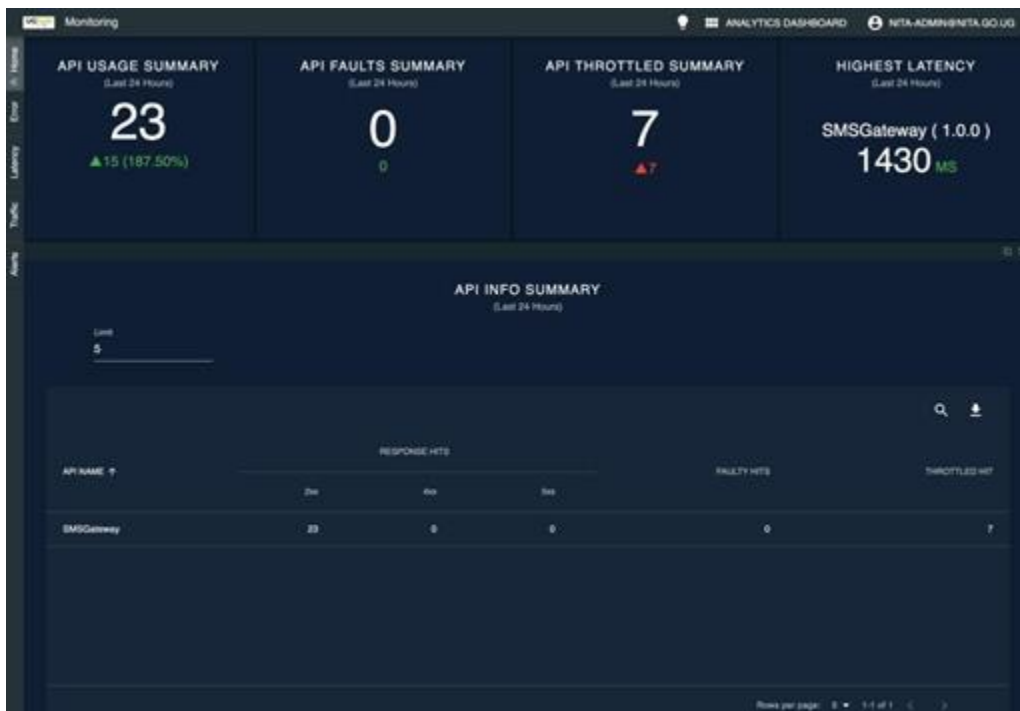 Monitoring
ANALYTICS DASHBOARD
NITA-ADMIN@NITA.GO.UG
Home
Error
Latency
Traffic
Alerts
API USAGE SUMMARY
(Last 24 Hours)
23
▲15 (187.50%)
API FAULTS SUMMARY
(Last 24 Hours)
0
0
API THROTTLED SUMMARY
(Last 24 Hours)
7
▲7
HIGHEST LATENCY
(Last 24 Hours)
SMSGateway ( 1.0.0 )
1430 MS
API INFO SUMMARY
(Last 24 Hours)
Limit
5
API NAME ↑
RESPONSE HITS
FAULTY HITS
THROTTLED HIT
2xx
4xx
5xx
SMSGateway
23
0
0
0
7
Rows per page: 5 1-1 of 1